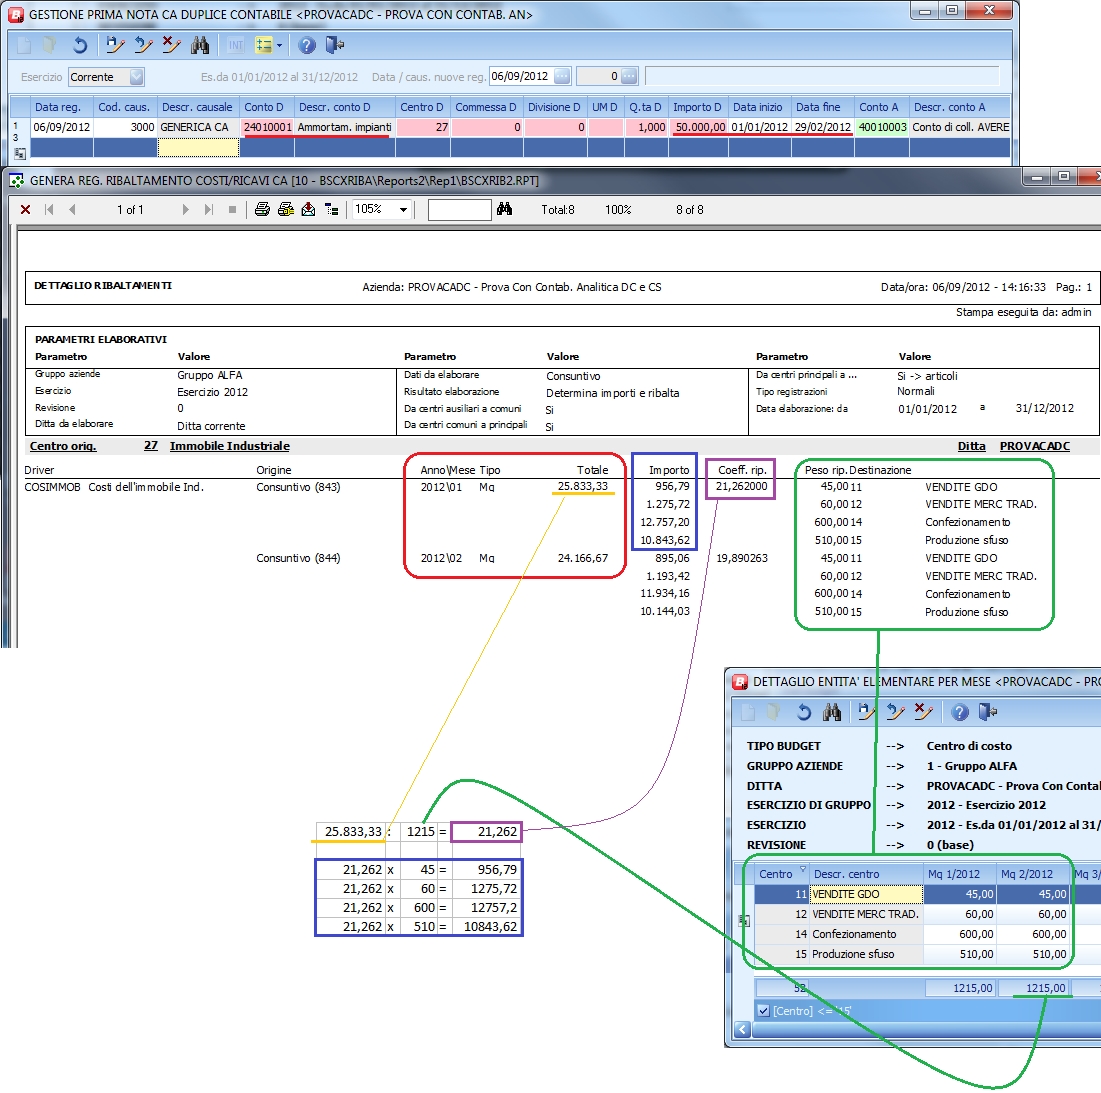 GESTIONE PRIMA NOTA CA DUPLICE CONTABILE <PROVACADC - PROVA CON CONTAB. AN>
INT
Esercizio Corrente Es.da 01/01/2012 al 31/12/2012 Data / caus. nuove reg. 06/09/2012 0
Data reg. Cod. caus. Descr. causale Conto D Descr. conto D Centro D Commessa D Divisione D UM D Q.ta D Importo D Data inizio Data fine Conto A Descr. conto A
1 06/09/2012 3000 GENERICA CA 24010001 Ammortam. impianti 27 0 0 1,000 50.000,00 01/01/2012 29/02/2012 40010003 Conto di coll. AVERE
3
GENERA REG. RIBALTAMENTO COSTI/RICAVI CA [10 - BSCXRIBA\Reports2\Rep1\BSCXRIB2.RPT]
1 of 1 105% Total:8 100% 8 of 8
DETTAGLIO RIBALTAMENTI Azienda: PROVACADC - Prova Con Contab. Analitica DC e CS Data/ora: 06/09/2012 - 14:16:33 Pag.: 1
Stampa eseguita da: admin
PARAMETRI ELABORATIVI
Parametro Valore Parametro Valore Parametro Valore
Gruppo aziende Gruppo ALFA Dati da elaborare Consuntivo Da centri principali a ... Si -> articoli
Esercizio Esercizio 2012 Risultato elaborazione Determina importi e ribalta Tipo registrazioni Normali
Revisione 0 Da centri ausiliari a comuni Si Data elaborazione: da 01/01/2012 a 31/12/2012
Ditta da elaborare Ditta corrente Da centri comuni a principali Si
Centro orig. 27 Immobile Industriale Ditta PROVACADC
Driver Origine Anno\Mese Tipo Totale Importo Coeff. rip. Peso rip. Destinazione
COSIMMOB Costi dell'immobile Ind. Consuntivo (843) 2012\01 Mq 25.833,33 956,79 21,262000 45,00 11 VENDITE GDO
1.275,72 60,00 12 VENDITE MERC TRAD.
12.757,20 600,00 14 Confezionamento
10.843,62 510,00 15 Produzione sfuso
Consuntivo (844) 2012\02 Mq 24.166,67 895,06 19,890263 45,00 11 VENDITE GDO
1.193,42 60,00 12 VENDITE MERC TRAD.
11.934,16 600,00 14 Confezionamento
10.144,03 510,00 15 Produzione sfuso
DETTAGLIO ENTITA' ELEMENTARE PER MESE <PROVACADC - PRO
TIPO BUDGET --> Centro di costo
GRUPPO AZIENDE --> 1 - Gruppo ALFA
DITTA --> PROVACADC - Prova Con Contal
ESERCIZIO DI GRUPPO --> 2012 - Esercizio 2012
ESERCIZIO --> 2012 - Es.da 01/01/2012 al 31/
REVISIONE --> 0 (base)
Centro Descr. centro Mq 1/2012 Mq 2/2012 Mq 3/
11 VENDITE GDO 45,00 45,00
12 VENDITE MERC TRAD. 60,00 60,00
14 Confezionamento 600,00 600,00
15 Produzione sfuso 510,00 510,00
52 1215,00 1215,00
[Centro] <= '15'
25.833,33 : 1215 = 21,262
21,262 x 45 = 956,79
21,262 x 60 = 1275,72
21,262 x 600 = 12757,2
21,262 x 510 = 10843,62